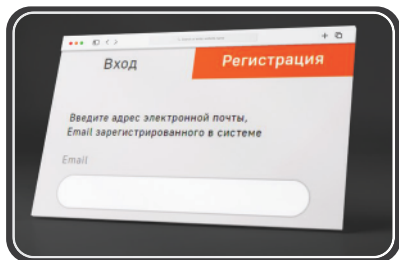 Вход
Регистрация
Введите адрес электронной почты,
Email зарегистрированного в системе
Email